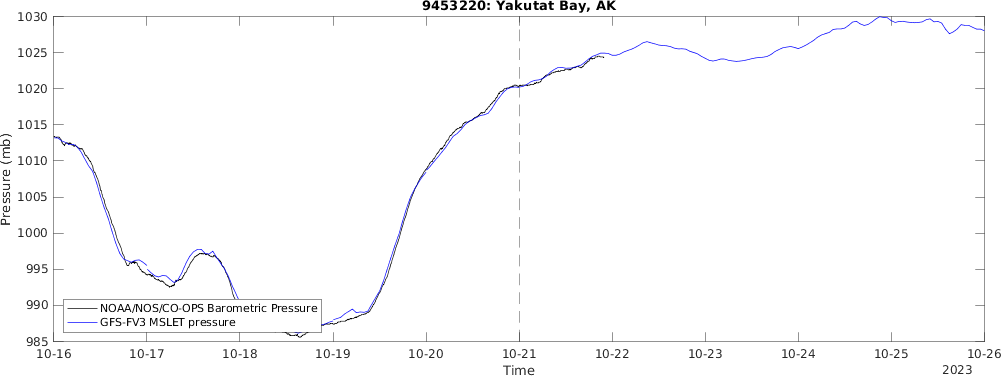 9453220: Yakutat Bay, AK
Pressure (mb)
1030
1025
1020
1015
1010
1005
1000
995
990
985
NOAA/NOS/CO-OPS Barometric Pressure
GFS-FV3 MSLET pressure
10-16 10-17 10-18 10-19 10-20 10-21 10-22 10-23 10-24 10-25 10-26
Time
2023